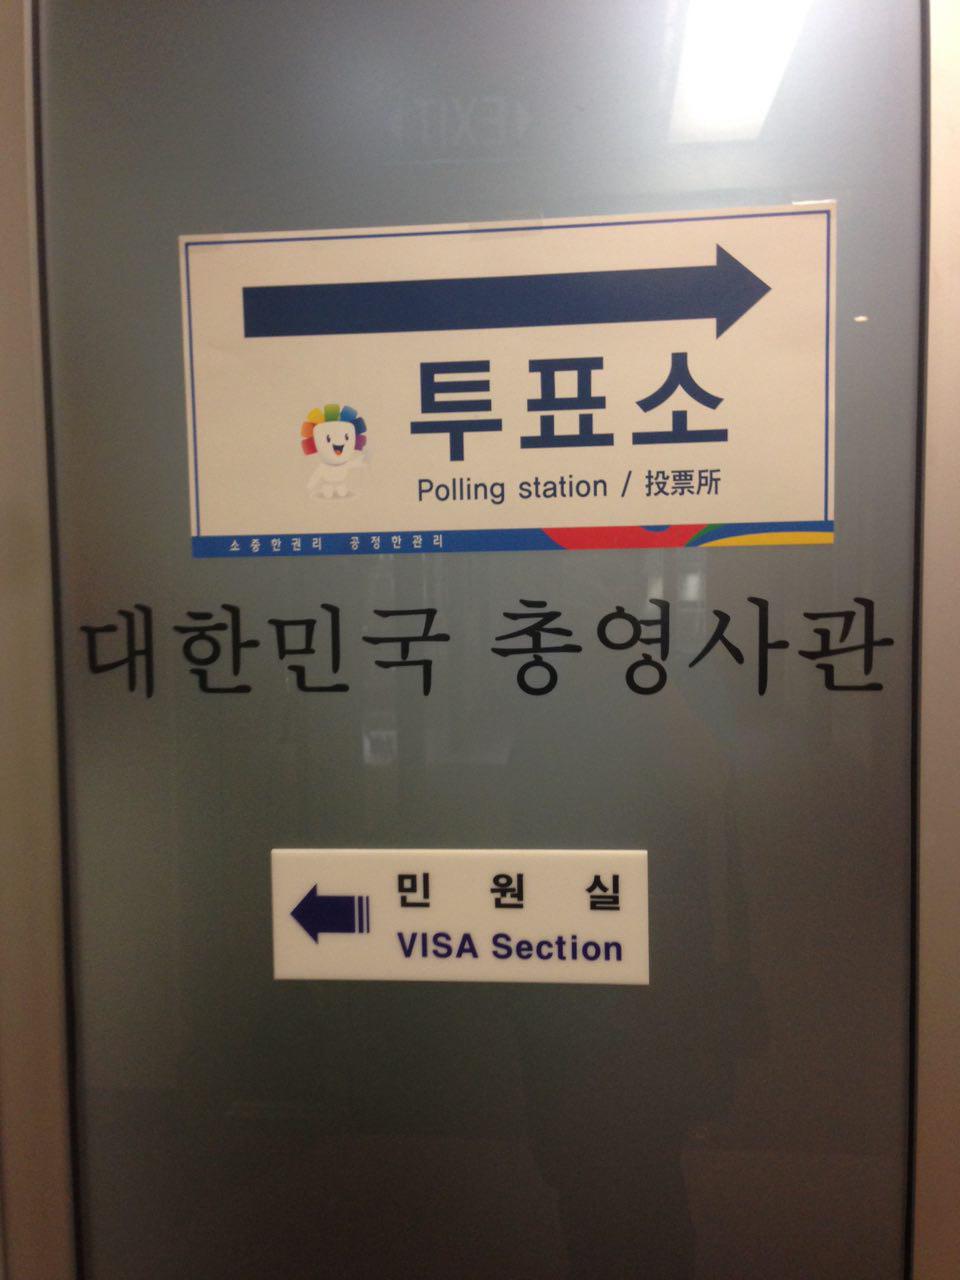 EXIT
투표소
Polling station / 投票所
소중한권리 공정한관리
대한민국 총영사관
민 원 실
VISA Section